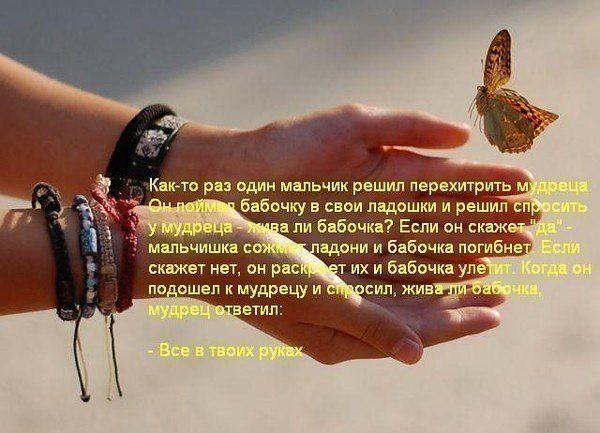 Как-то раз один мальчик решил перехитрить мудреца.
Он поймал бабочку в свои ладошки и решил спросить
у мудреца - жива ли бабочка? Если он скажет "да" -
мальчишка сожмет ладони и бабочка погибнет. Если
скажет нет, он раскроет их и бабочка улетит. Когда он
подошел к мудрецу и спросил, жива ли бабочка,
мудрец ответил:
- Все в твоих руках